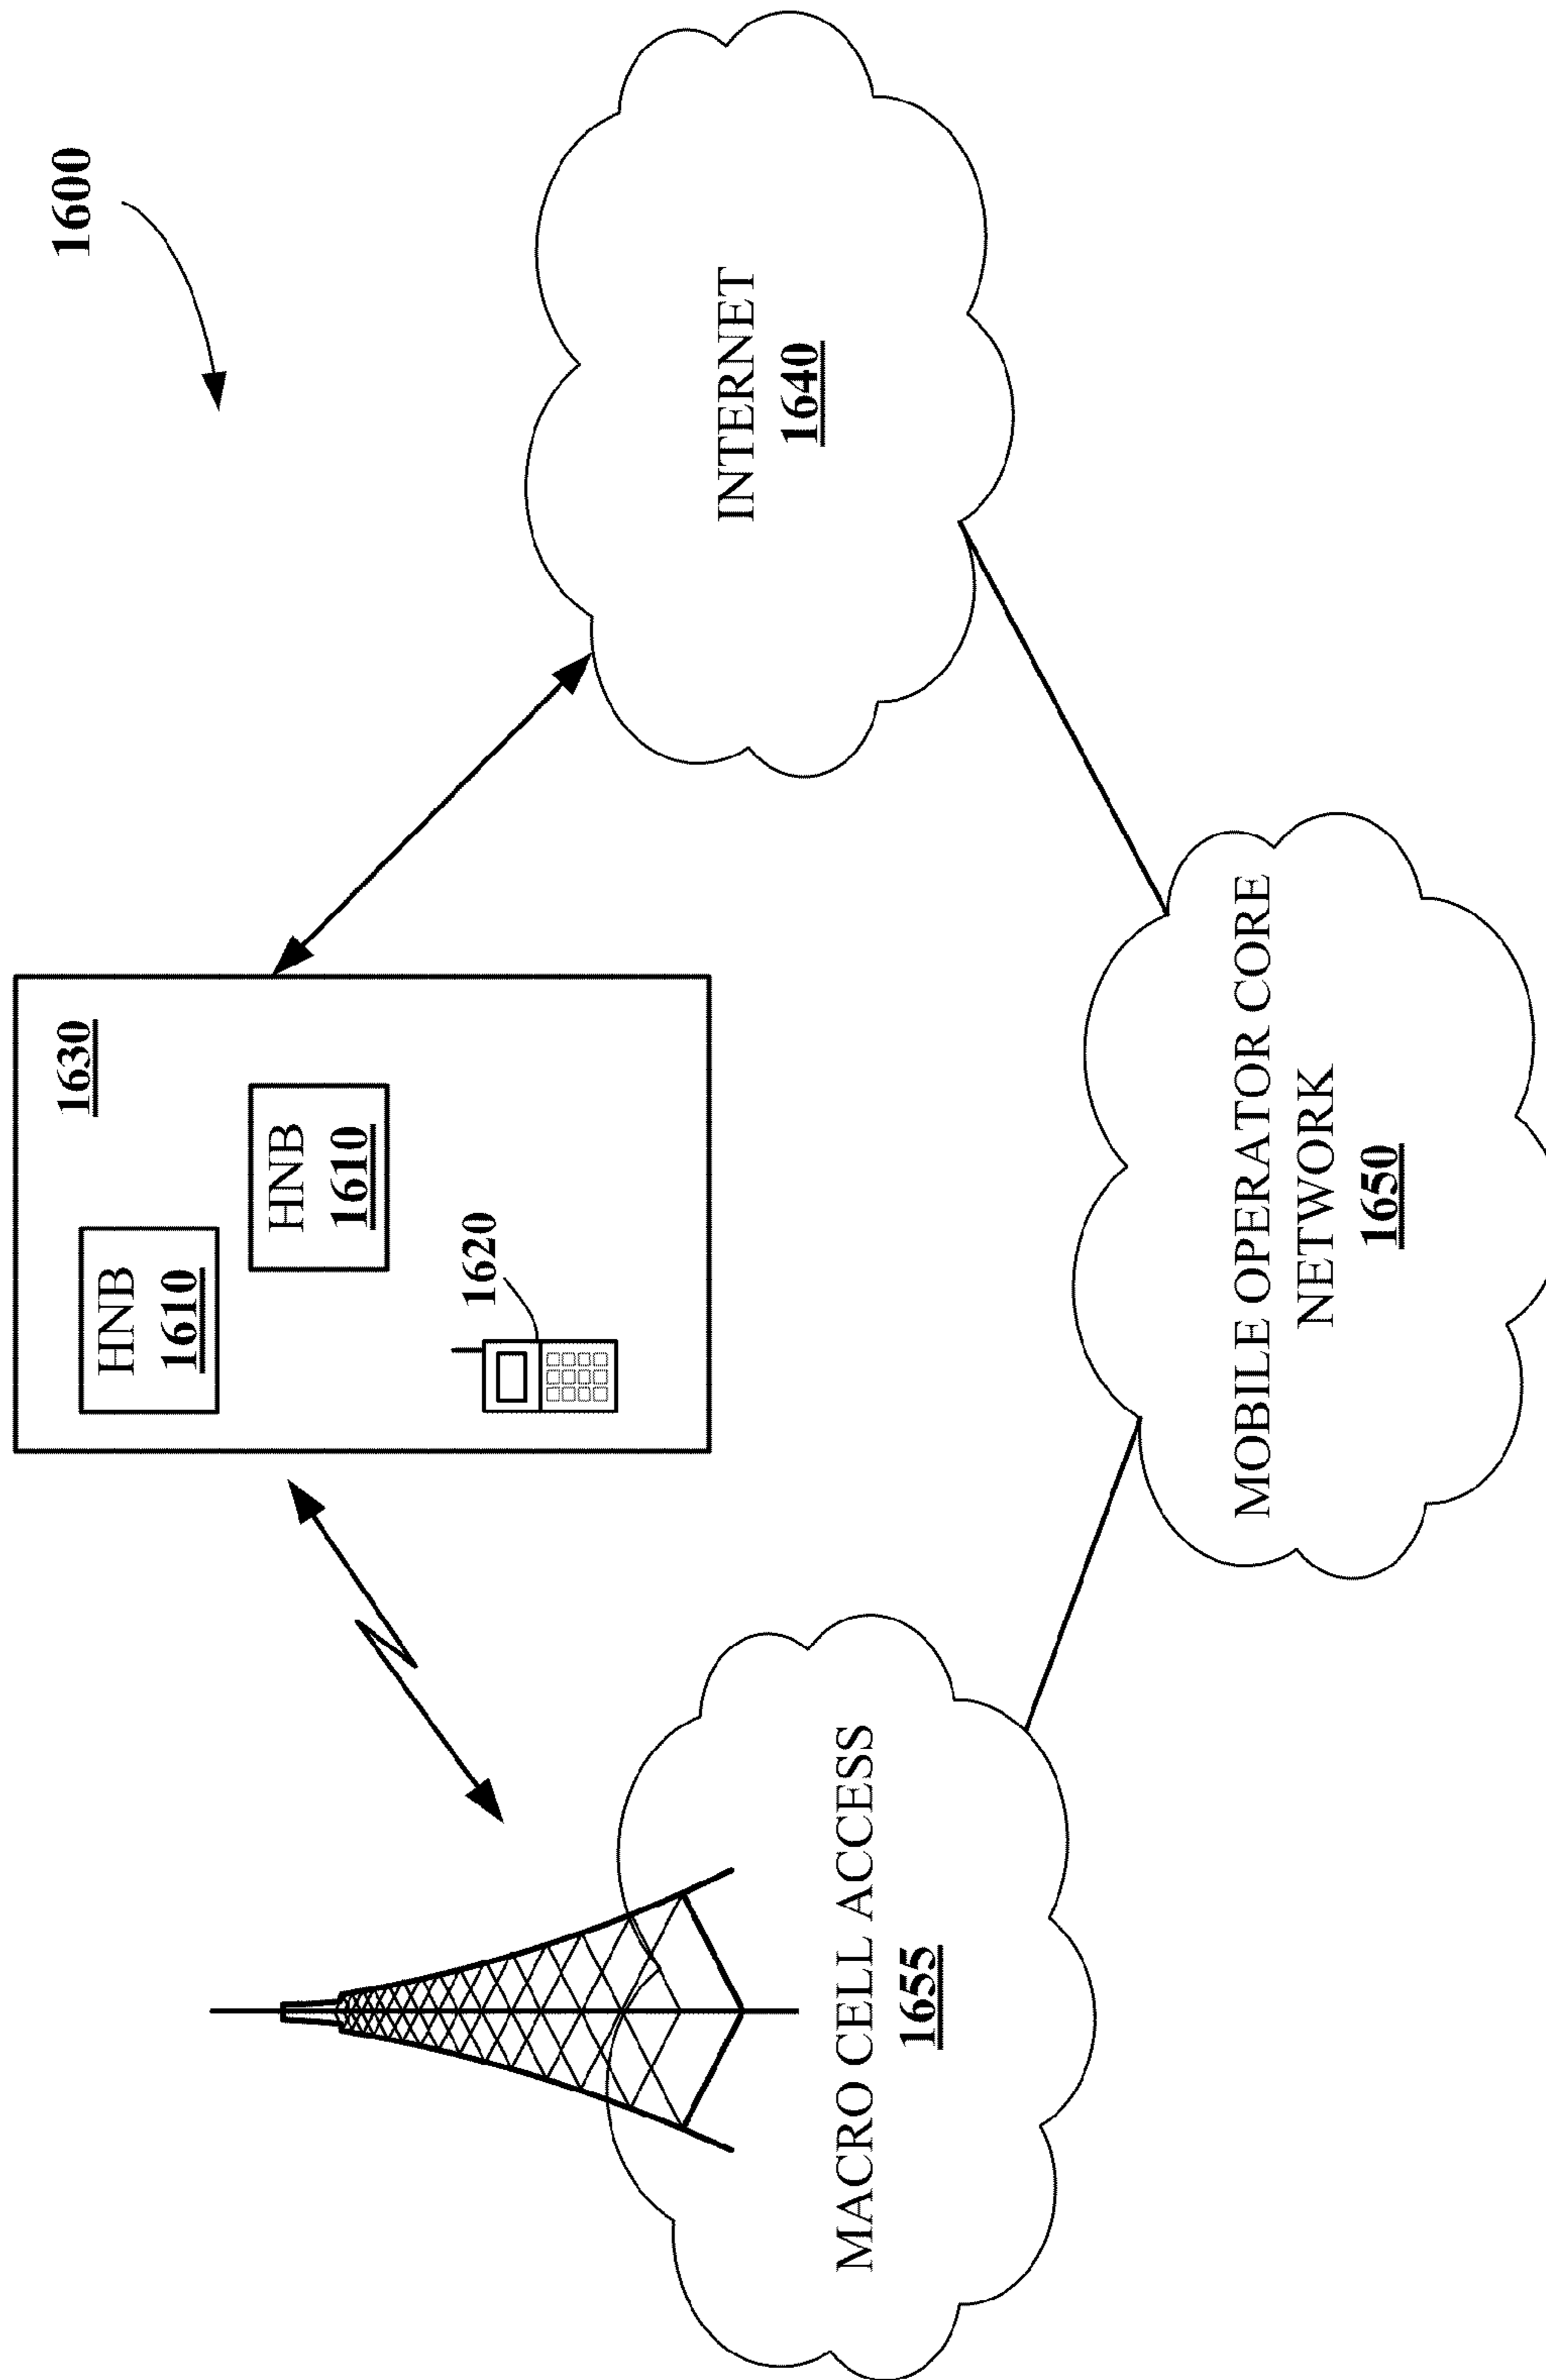 1600
1630
HNB
1610
HNB
1610
1620
INTERNET
1640
MACRO CELL ACCESS
1655
MOBILE OPERATOR CORE
NETWORK
1650